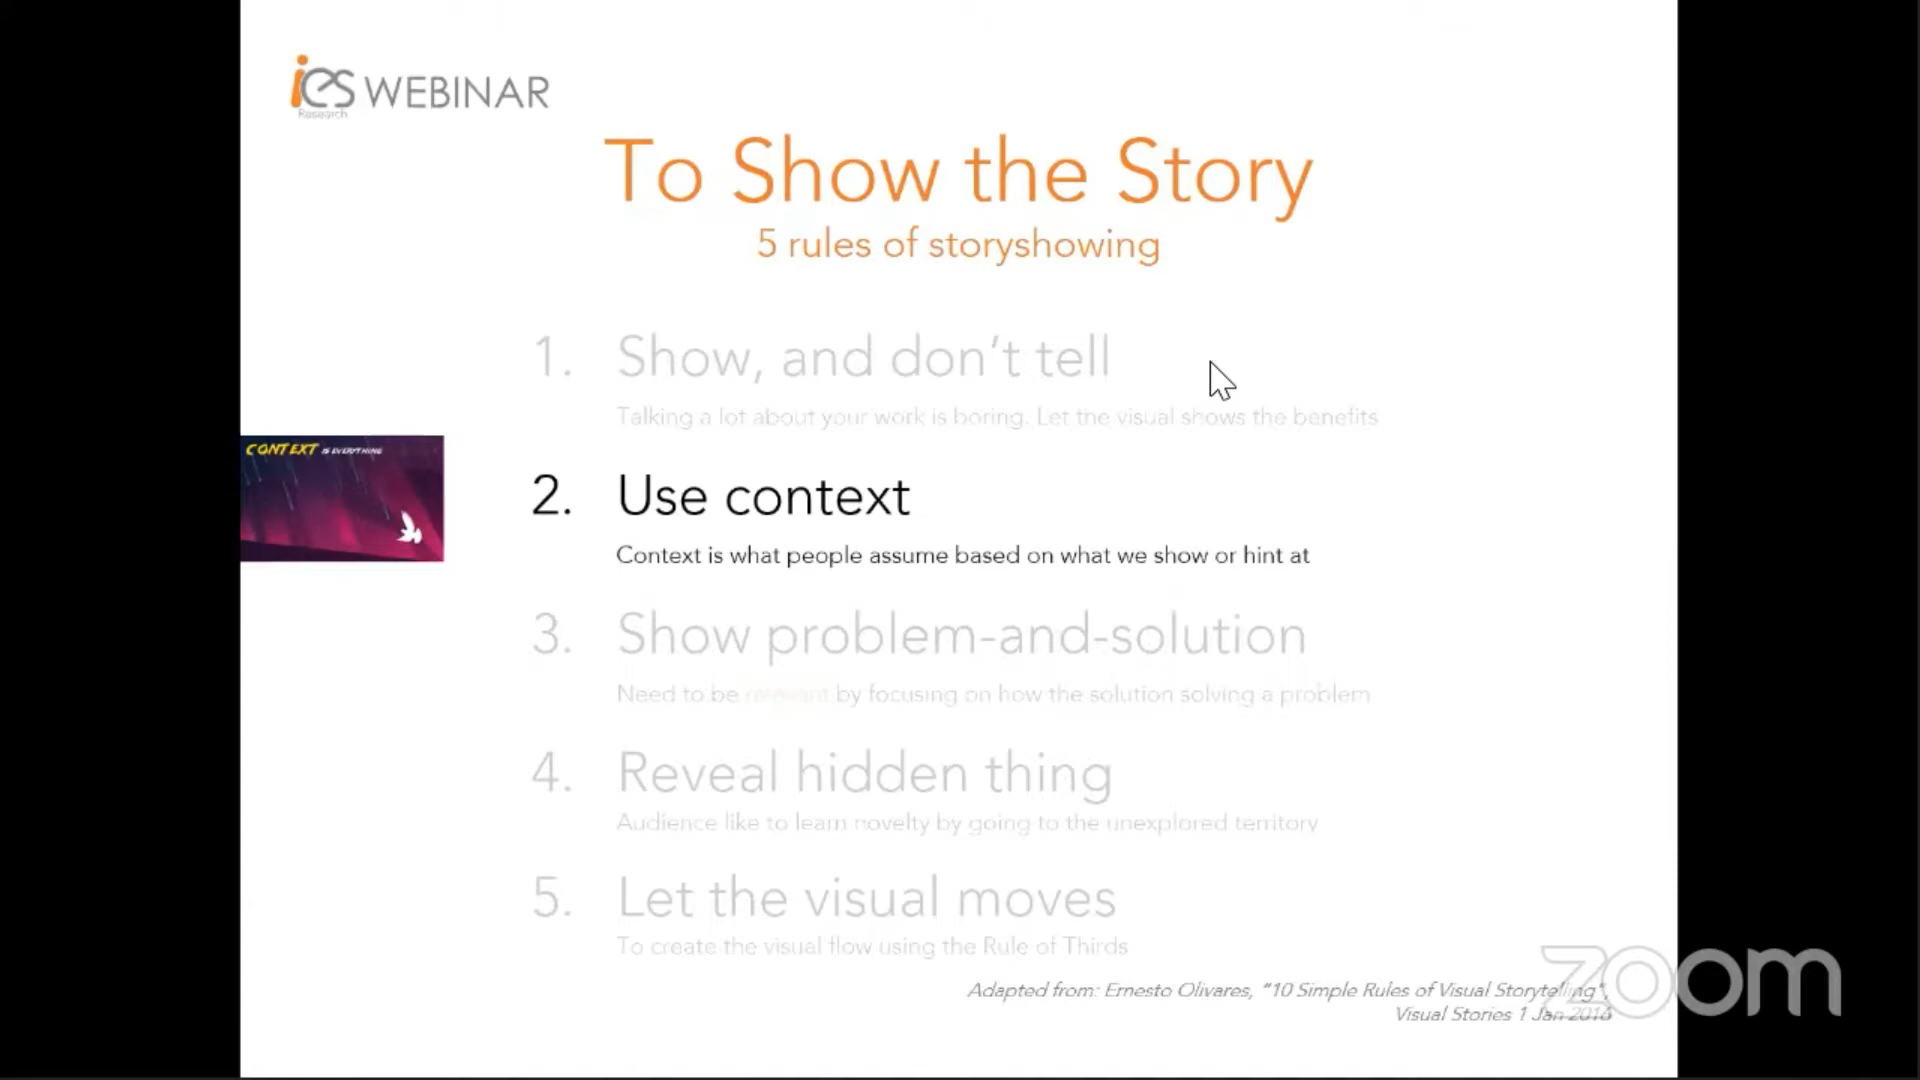 ies WEBINAR
Research
To Show the Story
5 rules of storyshowing
1. Show, and don't tell
Talking a lot about your work is boring. Let the visual shows the benefits
CONTEXT IS EVERYTHING
2. Use context
Context is what people assume based on what we show or hint at
3. Show problem-and-solution
Need to be relevant by focusing on how the solution solving a problem
4. Reveal hidden thing
Audience like to learn novelty by going to the unexplored territory
5. Let the visual moves
To create the visual flow using the Rule of Thirds
Adapted from: Ernesto Olivares, "10 Simple Rules of Visual Storytelling",
Visual Stories 1 Jan 2016
zoom